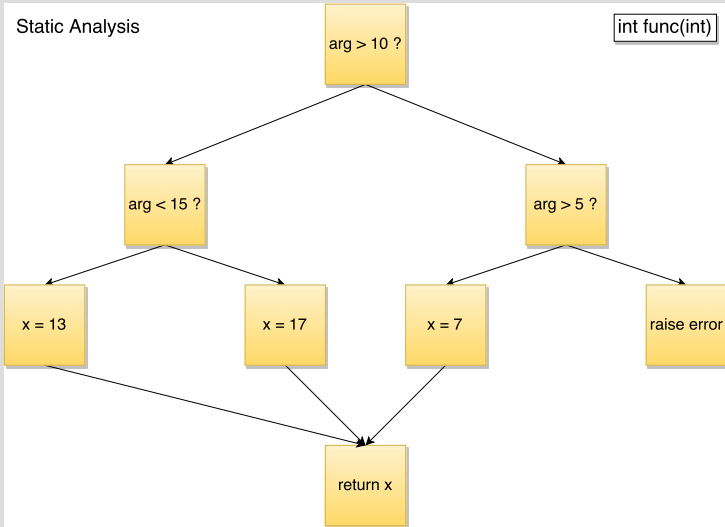 Static Analysis
int func(int)
arg > 10 ?
arg < 15 ?
arg > 5 ?
x = 13
x = 17
x = 7
raise error
return x